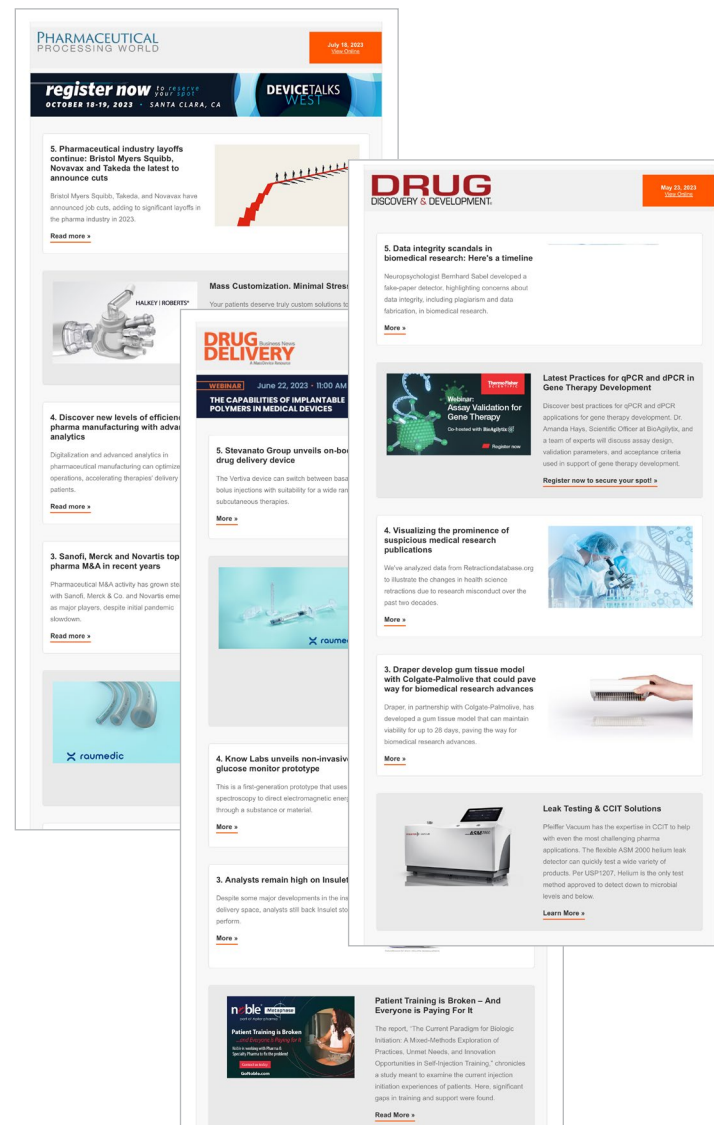 PHARMACEUTICAL
PROCESSING WORLD
July 18, 2023
View Online
register now to reserve
your spot
OCTOBER 18-19, 2023 · SANTA CLARA, CA
DEVICETALKS
WEST
5. Pharmaceutical industry layoffs
continue: Bristol Myers Squibb,
Novavax and Takeda the latest to
announce cuts
Bristol Myers Squibb, Takeda, and Novavax have
announced job cuts, adding to significant layoffs in
the pharma industry in 2023.
Read more »
HALKEY | ROBERTS®
Mass Customization. Minimal Stress
Your patients deserve truly custom solutions to
4. Discover new levels of
pharma manufacturing with
analytics
Digitalization and advanced analytics in
pharmaceutical manufacturing can optimize
operations, accelerating therapies' delivery
patients.
Read more »
3. Sanofi, Merck and Novartis top
pharma M&A in recent years
Pharmaceutical M&A activity has grown
with Sanofi, Merck & Co. and Novartis
as major players, despite initial pandemic
slowdown.
Read more »
raumedic
DRUG Business News
DELIVERY
A MassDevice Resource
WEBINAR June 22, 2023 · 11:00 AM
THE CAPABILITIES OF IMPLANTABLE
POLYMERS IN MEDICAL DEVICES
5. Stevanato Group unveils
drug delivery device
The Vertiva device can switch between
bolus injections with suitability for a wide
subcutaneous therapies.
More »
4. Know Labs unveils
glucose monitor prototype
This is a first-generation prototype that uses
spectroscopy to direct electromagnetic
through a substance or material.
More »
3. Analysts remain high on Insulet
Despite some major developments in the
delivery space, analysts still back Insulet
perform.
More »
noble Metaphase
Patient Training is Broken
...and Everyone Is Paying for It
GoNoble.com
Patient Training is Broken – And
Everyone is Paying For It
The report, "The Current Paradigm for Biologic
Initiation: A Mixed-Methods Exploration of
Practices, Unmet Needs, and Innovation
Opportunities in Self-Injection Training," chronicles
a study meant to examine the current injection
initiation experiences of patients. Here, significant
gaps in training and support were found.
Read More »
DRUG
DISCOVERY & DEVELOPMENT.
May 23, 2023
View Online
5. Data integrity scandals in
biomedical research: Here's a timeline
Neuropsychologist Bernhard Sabel developed a
fake-paper detector, highlighting concerns about
data integrity, including plagiarism and data
fabrication, in biomedical research.
More »
ThermoFisher
SCIENTIFIC
Webinar:
Assay Validation for
Gene Therapy
Co-hosted with BioAgilytix
Register now
Latest Practices for qPCR and dPCR in
Gene Therapy Development
Discover best practices for qPCR and dPCR
applications for gene therapy development. Dr.
Amanda Hays, Scientific Officer at BioAgilytix, and
a team of experts will discuss assay design,
validation parameters, and acceptance criteria
used in support of gene therapy development.
Register now to secure your spot! »
4. Visualizing the prominence of
suspicious medical research
publications
We've analyzed data from Retractiondatabase.org
to illustrate the changes in health science
retractions due to research misconduct over the
past two decades.
More »
3. Draper develop gum tissue model
with Colgate-Palmolive that could pave
way for biomedical research advances
Draper, in partnership with Colgate-Palmolive, has
developed a gum tissue model that can maintain
viability for up to 28 days, paving the way for
biomedical research advances.
More »
ASM
Leak Testing & CCIT Solutions
Pfeiffer Vacuum has the expertise in CCIT to help
with even the most challenging pharma
applications. The flexible ASM 2000 helium leak
detector can quickly test a wide variety of
products. Per USP1207, Helium is the only test
method approved to detect down to microbial
levels and below.
Learn More »